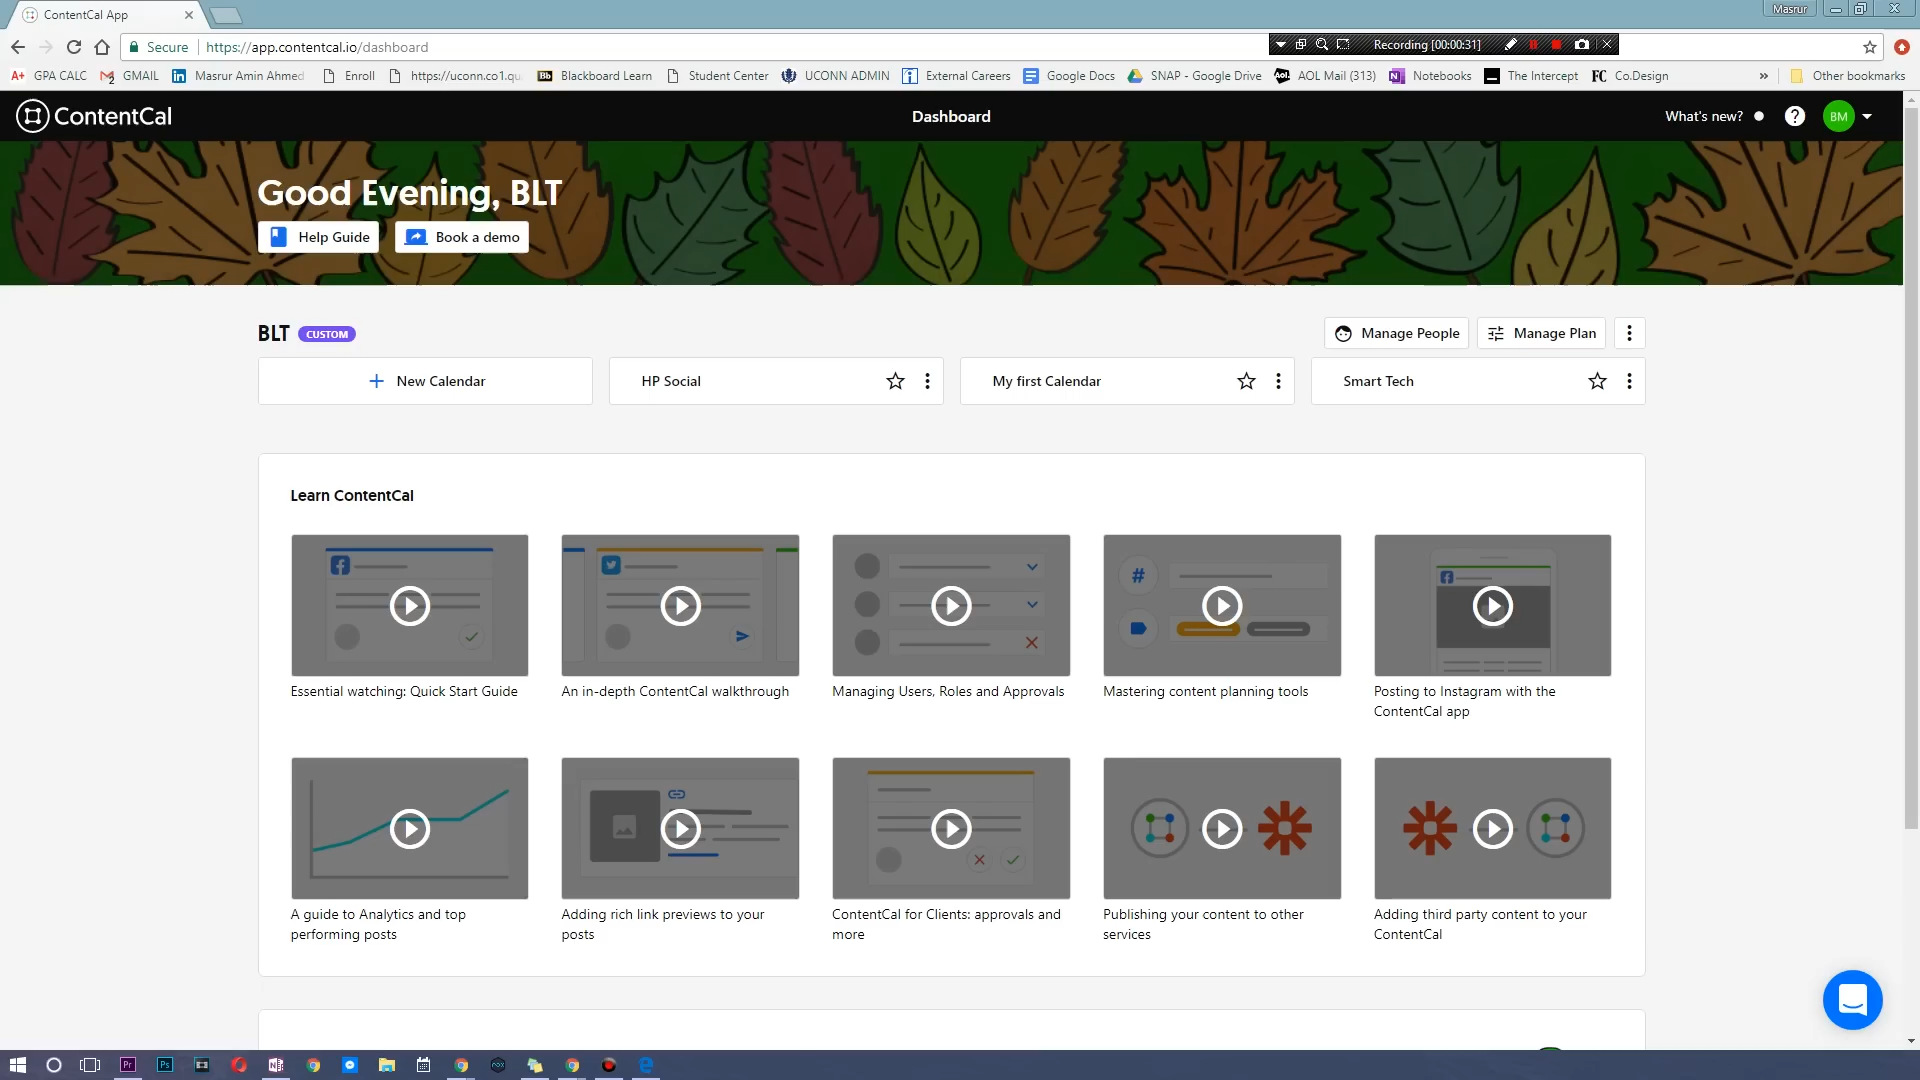 ContentCal App
Masrur
Secure https://app.contentcal.io/dashboard
Recording [00:00:31]
A+ GPA CALC GMAIL Masrur Amin Ahmed Enroll https://uconn.co1.qu Bb Blackboard Learn Student Center UCONN ADMIN External Careers Google Docs SNAP - Google Drive Aol. AOL Mail (313) Notebooks The Intercept FC Co.Design » Other bookmarks
ContentCal Dashboard What's new? ? BM
Good Evening, BLT
Help Guide Book a demo
BLT CUSTOM Manage People Manage Plan
+ New Calendar HP Social My first Calendar Smart Tech
Learn ContentCal
Essential watching: Quick Start Guide
An in-depth ContentCal walkthrough
Managing Users, Roles and Approvals
Mastering content planning tools
Posting to Instagram with the
ContentCal app
A guide to Analytics and top
performing posts
Adding rich link previews to your
posts
ContentCal for Clients: approvals and
more
Publishing your content to other
services
Adding third party content to your
ContentCal
Pr Ps